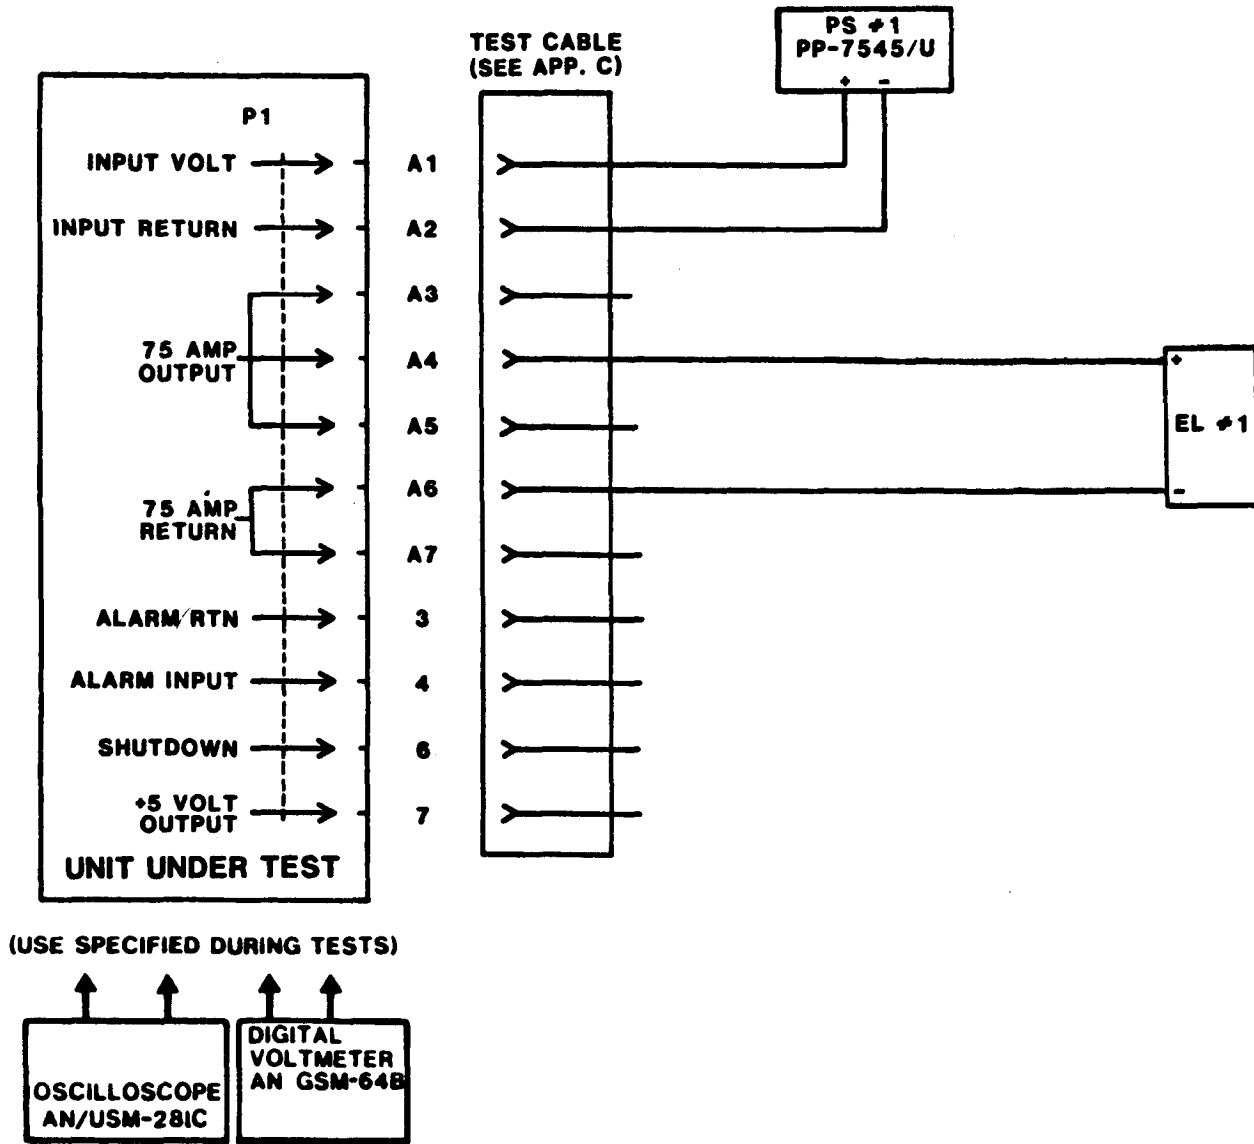 PS #1
PP-7545/U
+ -
TEST CABLE
(SEE APP. C)
P1
INPUT VOLT A1
INPUT RETURN A2
A3
75 AMP
OUTPUT
A4
A5
A6
75 AMP
RETURN
A7
ALARM/RTN 3
ALARM INPUT 4
SHUTDOWN 6
+5 VOLT
OUTPUT
7
UNIT UNDER TEST
+
EL #1
-
(USE SPECIFIED DURING TESTS)
OSCILLOSCOPE
AN/USM-281C
DIGITAL
VOLTMETER
AN GSM-64B